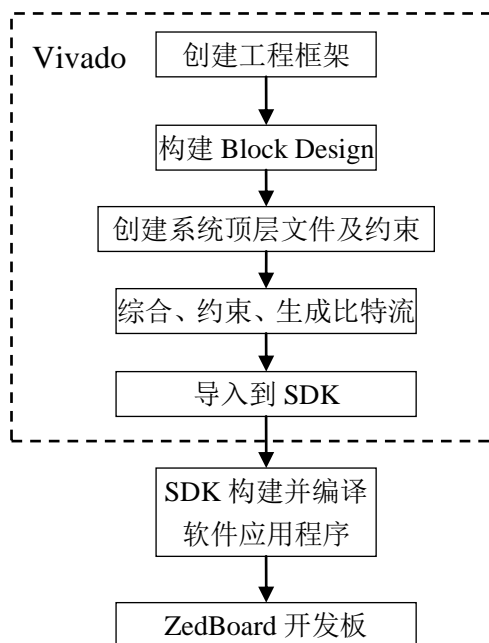 Vivado
创建工程框架
构建 Block Design
创建系统顶层文件及约束
综合、约束、生成比特流
导入到 SDK
SDK 构建并编译
软件应用程序
ZedBoard 开发板